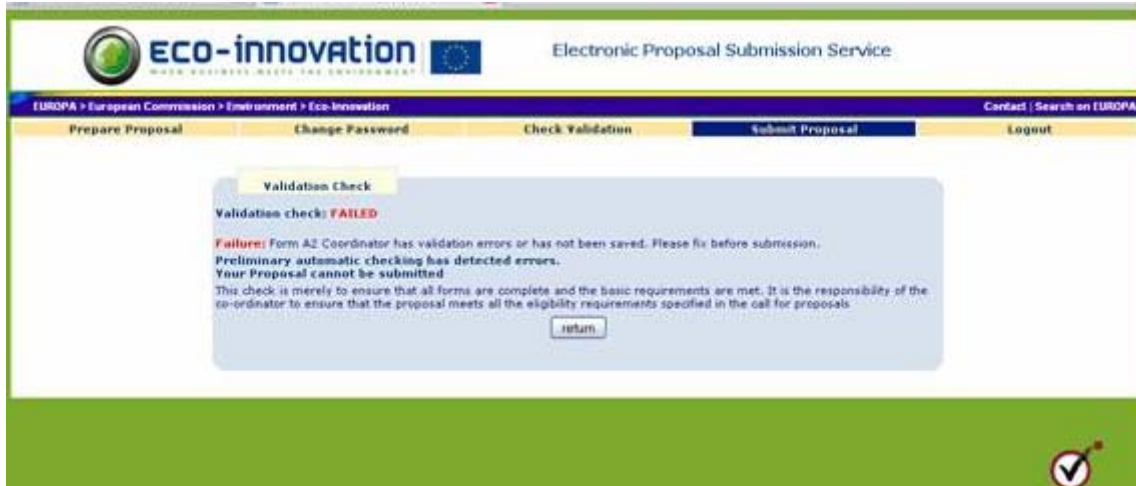 ECO-INNOVATION
WHEN BUSINESS MEETS THE ENVIRONMENT
Electronic Proposal Submission Service
EUROPA > European Commission > Environment > Eco-Innovation
Contact | Search on EUROPA
Prepare Proposal
Change Password
Check Validation
Submit Proposal
Logout
Validation Check
Validation check: FAILED
Failure: Form A2 Coordinator has validation errors or has not been saved. Please fix before submission.
Preliminary automatic checking has detected errors.
Your Proposal cannot be submitted
This check is merely to ensure that all forms are complete and the basic requirements are met. It is the responsibility of the
co-ordinator to ensure that the proposal meets all the eligibility requirements specified in the call for proposals
return